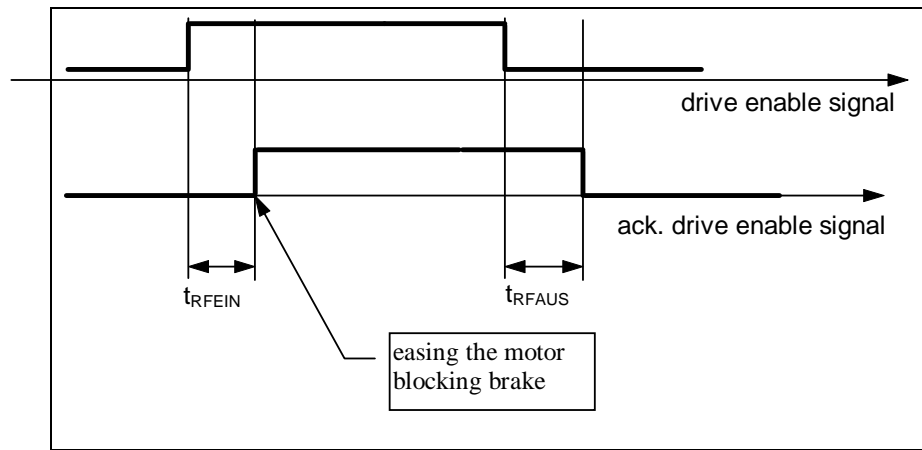 drive enable signal
ack. drive enable signal
tRFEIN
tRFAUS
easing the motor
blocking brake